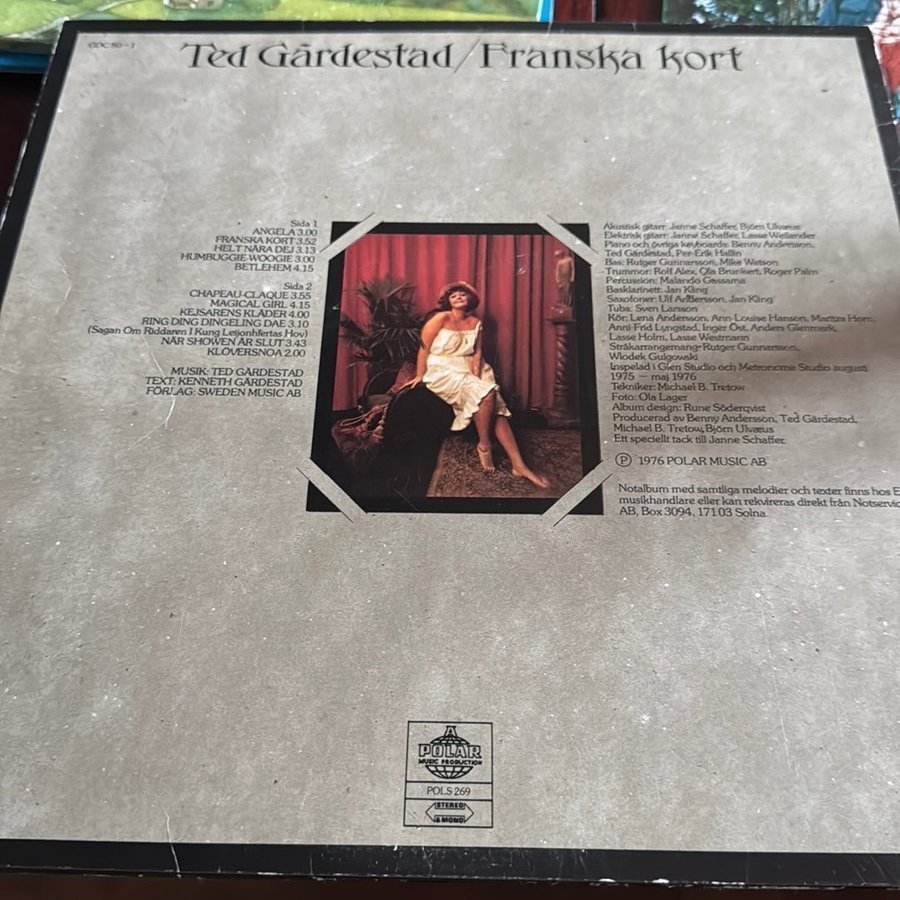 Ted Gärdestad/Franska kort
Sida 1
ANGELA 3.00
FRANSKA KORT 3.52
HELT NÄRA DEJ 3.13
HUMBUGGIE-WOOGIE 3.00
BETLEHEM 4.15
Sida 2
CHAPEAU-CLAQUE 3.55
MAGICAL GIRL 4.15
KEJSARENS KLÄDER 4.00
RING DING DINGELING DAE 3.10
(Sagan Om Riddaren I Kung Leijonhfertas Hov)
NÄR SHOWEN ÄR SLUT 3.43
KLÖVERSNOA 2.00
MUSIK: TED GÄRDESTAD
TEXT: KENNETH GÄRDESTAD
FÖRLAG: SWEDEN MUSIC AB
Akustisk gitarr: Janne Schaffer, Björn Ulvæus
Elektrisk gitarr: Janne Schaffer, Lasse Wellander
Piano och övriga keyboards: Benny Andersson,
Ted Gärdestad, Per-Erik Hallin
Bas: Rutger Gunnarsson, Mike Watson
Trummor: Rolf Alex, Ola Brunkert, Roger Palm
Percussion: Malando Gassama
Basklarinett: Jan Kling
Saxofoner: Ulf Andersson, Jan Kling
Tuba: Sven Larsson
Kör: Lena Andersson, Ann-Louise Hanson, Maritza Horn,
Anni-Frid Lyngstad, Inger Öst, Anders Glenmark,
Lasse Holm, Lasse Westmann
Stråkarrangemang: Rutger Gunnarsson,
Wlodek Gulgowski
Inspelad i Glen Studio och Metronome Studio augusti
1975 — maj 1976
Tekniker: Michael B. Tretow
Foto: Ola Lager
Album design: Rune Söderqvist
Producerad av Benny Andersson, Ted Gärdestad,
Michael B. Tretow, Björn Ulvæus
Ett speciellt tack till Janne Schaffer.
Ⓟ 1976 POLAR MUSIC AB
Notalbum med samtliga melodier och texter finns hos
musikhandlare eller kan rekvireras direkt från Notservic
AB, Box 3094, 171 03 Solna.
A
POLAR
MUSIC PRODUCTION
POLS 269
STEREO
& MONO